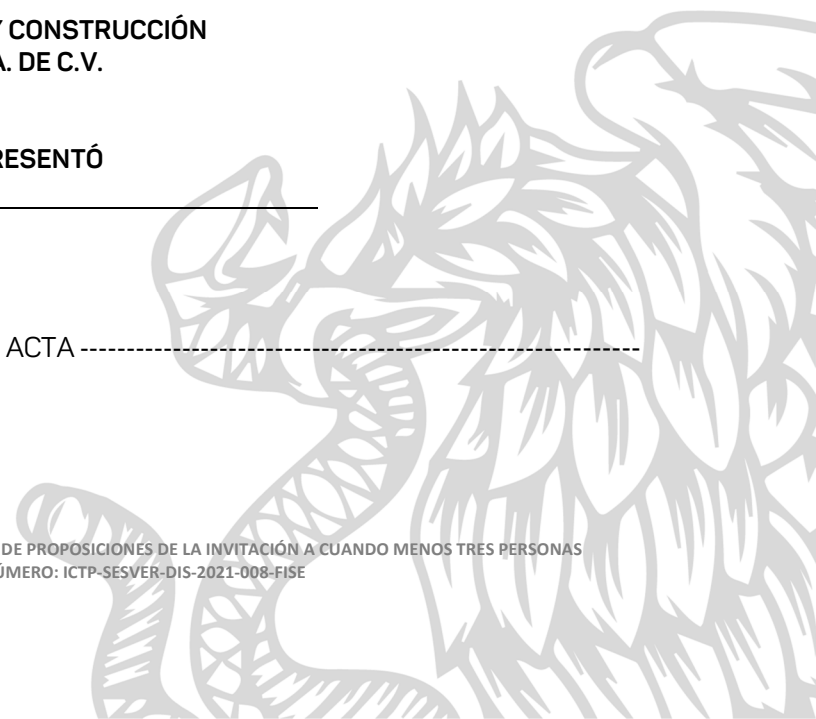 Y CONSTRUCCIÓN
A. DE C.V.
RESENTÓ
ACTA ------------------------------------------------------------
DE PROPOSICIONES DE LA INVITACIÓN A CUANDO MENOS TRES PERSONAS
ÚMERO: ICTP-SESVER-DIS-2021-008-FISE